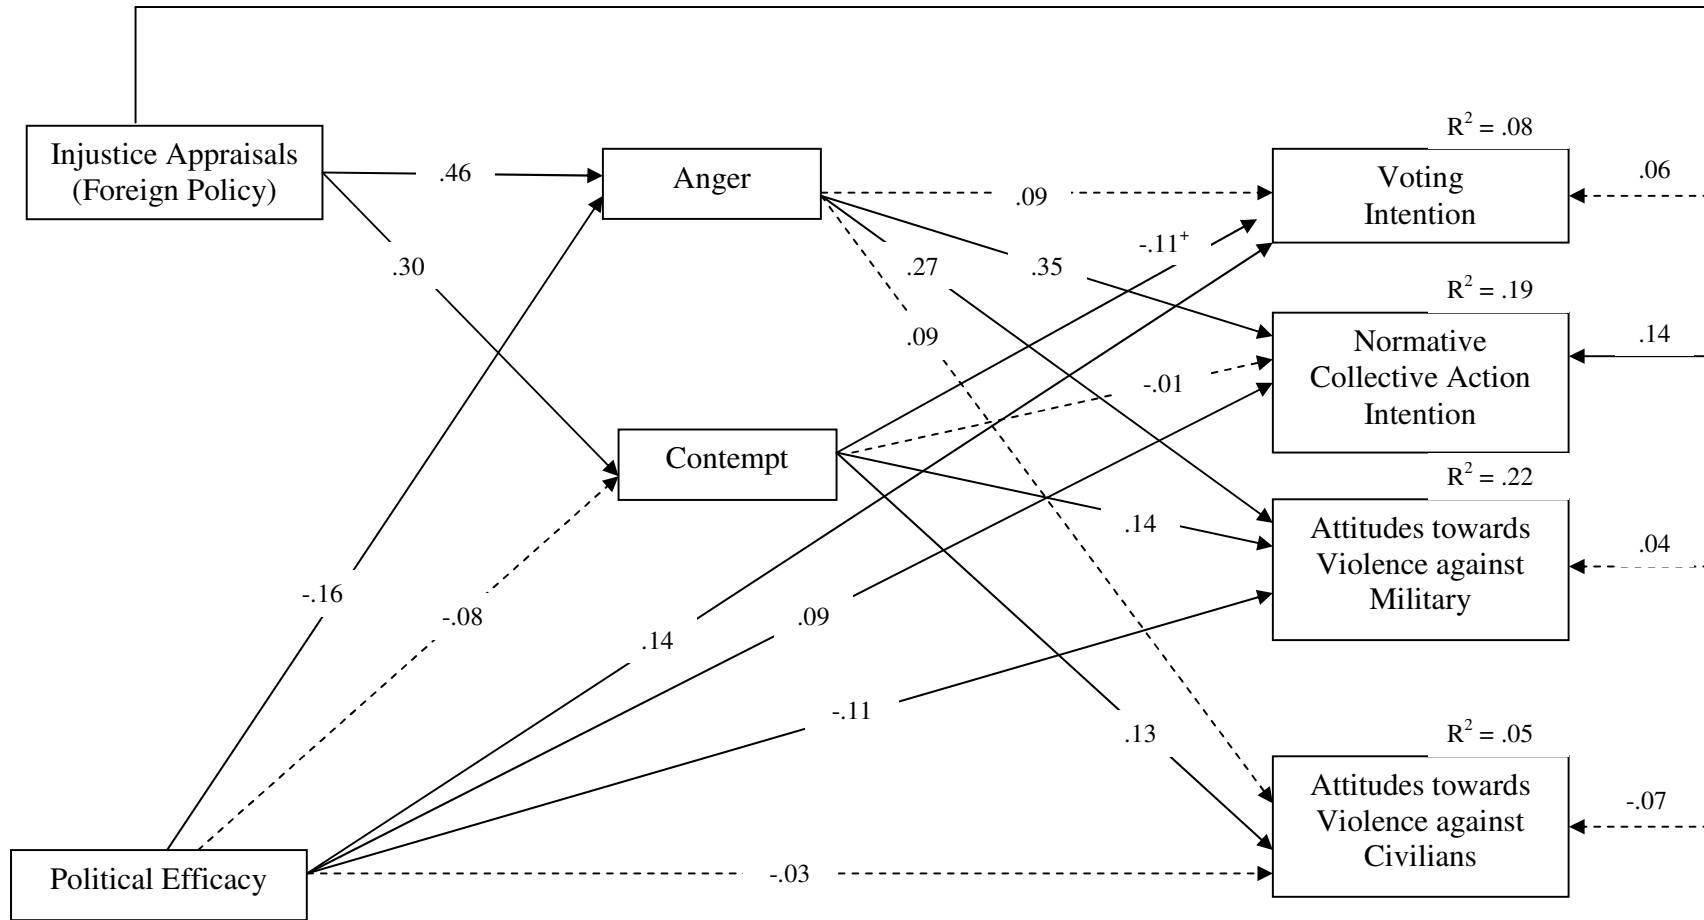 R² = .08
Injustice Appraisals
(Foreign Policy)
.46
Anger
.09
Voting
Intention
.06
-.11⁺
.30
.27
.35
R² = .19
.09
Normative
Collective Action
Intention
.14
-.01
Contempt
R² = .22
.14
Attitudes towards
Violence against
Military
.04
-.16
-.08
.14
.09
-.11
.13
R² = .05
Attitudes towards
Violence against
Civilians
-.07
Political Efficacy
-.03